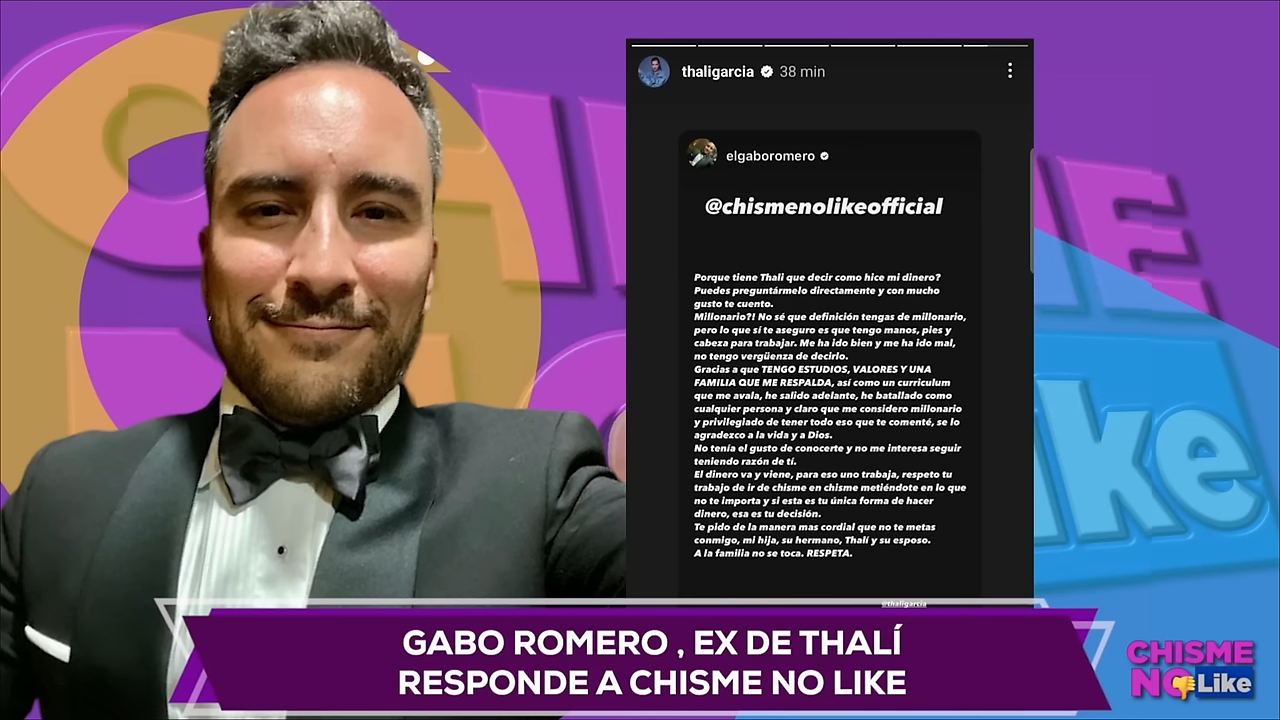 thaligarcia 38 min
elgaboromero
@chismenolikeofficial
Porque tiene Thali que decir como hice mi dinero?
Puedes preguntármelo directamente y con mucho
gusto te cuento.
Millonario?! No sé que definición tengas de millonario,
pero lo que sí te aseguro es que tengo manos, pies y
cabeza para trabajar. Me ha ido bien y me ha ido mal,
no tengo vergüenza de decirlo.
Gracias a que TENGO ESTUDIOS, VALORES Y UNA
FAMILIA QUE ME RESPALDA, así como un curriculum
que me avala, he salido adelante, he batallado como
cualquier persona y claro que me considero millonario
y privilegiado de tener todo eso que te comenté, se lo
agradezco a la vida y a Dios.
No tenía el gusto de conocerte y no me interesa seguir
teniendo razón de tí.
El dinero va y viene, para eso uno trabaja, respeto tu
trabajo de ir de chisme en chisme metiéndote en lo que
no te importa y si esta es tu única forma de hacer
dinero, esa es tu decisión.
Te pido de la manera mas cordial que no te metas
conmigo, mi hija, su hermano, Thalí y su esposo.
A la familia no se toca. RESPETA.
@thaligarcia
GABO ROMERO , EX DE THALÍ
RESPONDE A CHISME NO LIKE
CHISME
NO Like